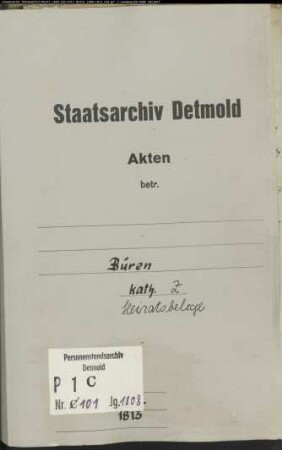 Staatsarchiv Detmold
Akten
betr.
Büren
kath. Z
Heiratsbelege
Personenstandsarchiv
Detmold
P 1 C
Nr. 101 Jg. 1808-
1813